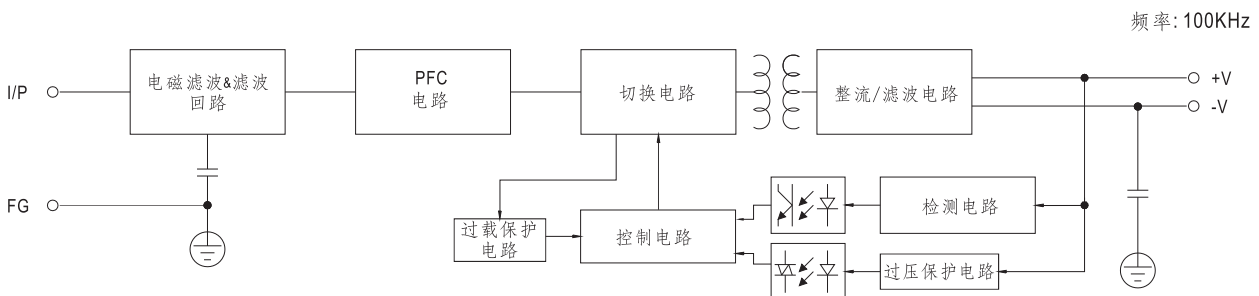 频率: 100KHz
I/P
电磁滤波&滤波
回路
PFC
电路
切换电路
整流/滤波电路
+V
-V
FG
过载保护
电路
控制电路
检测电路
过压保护电路